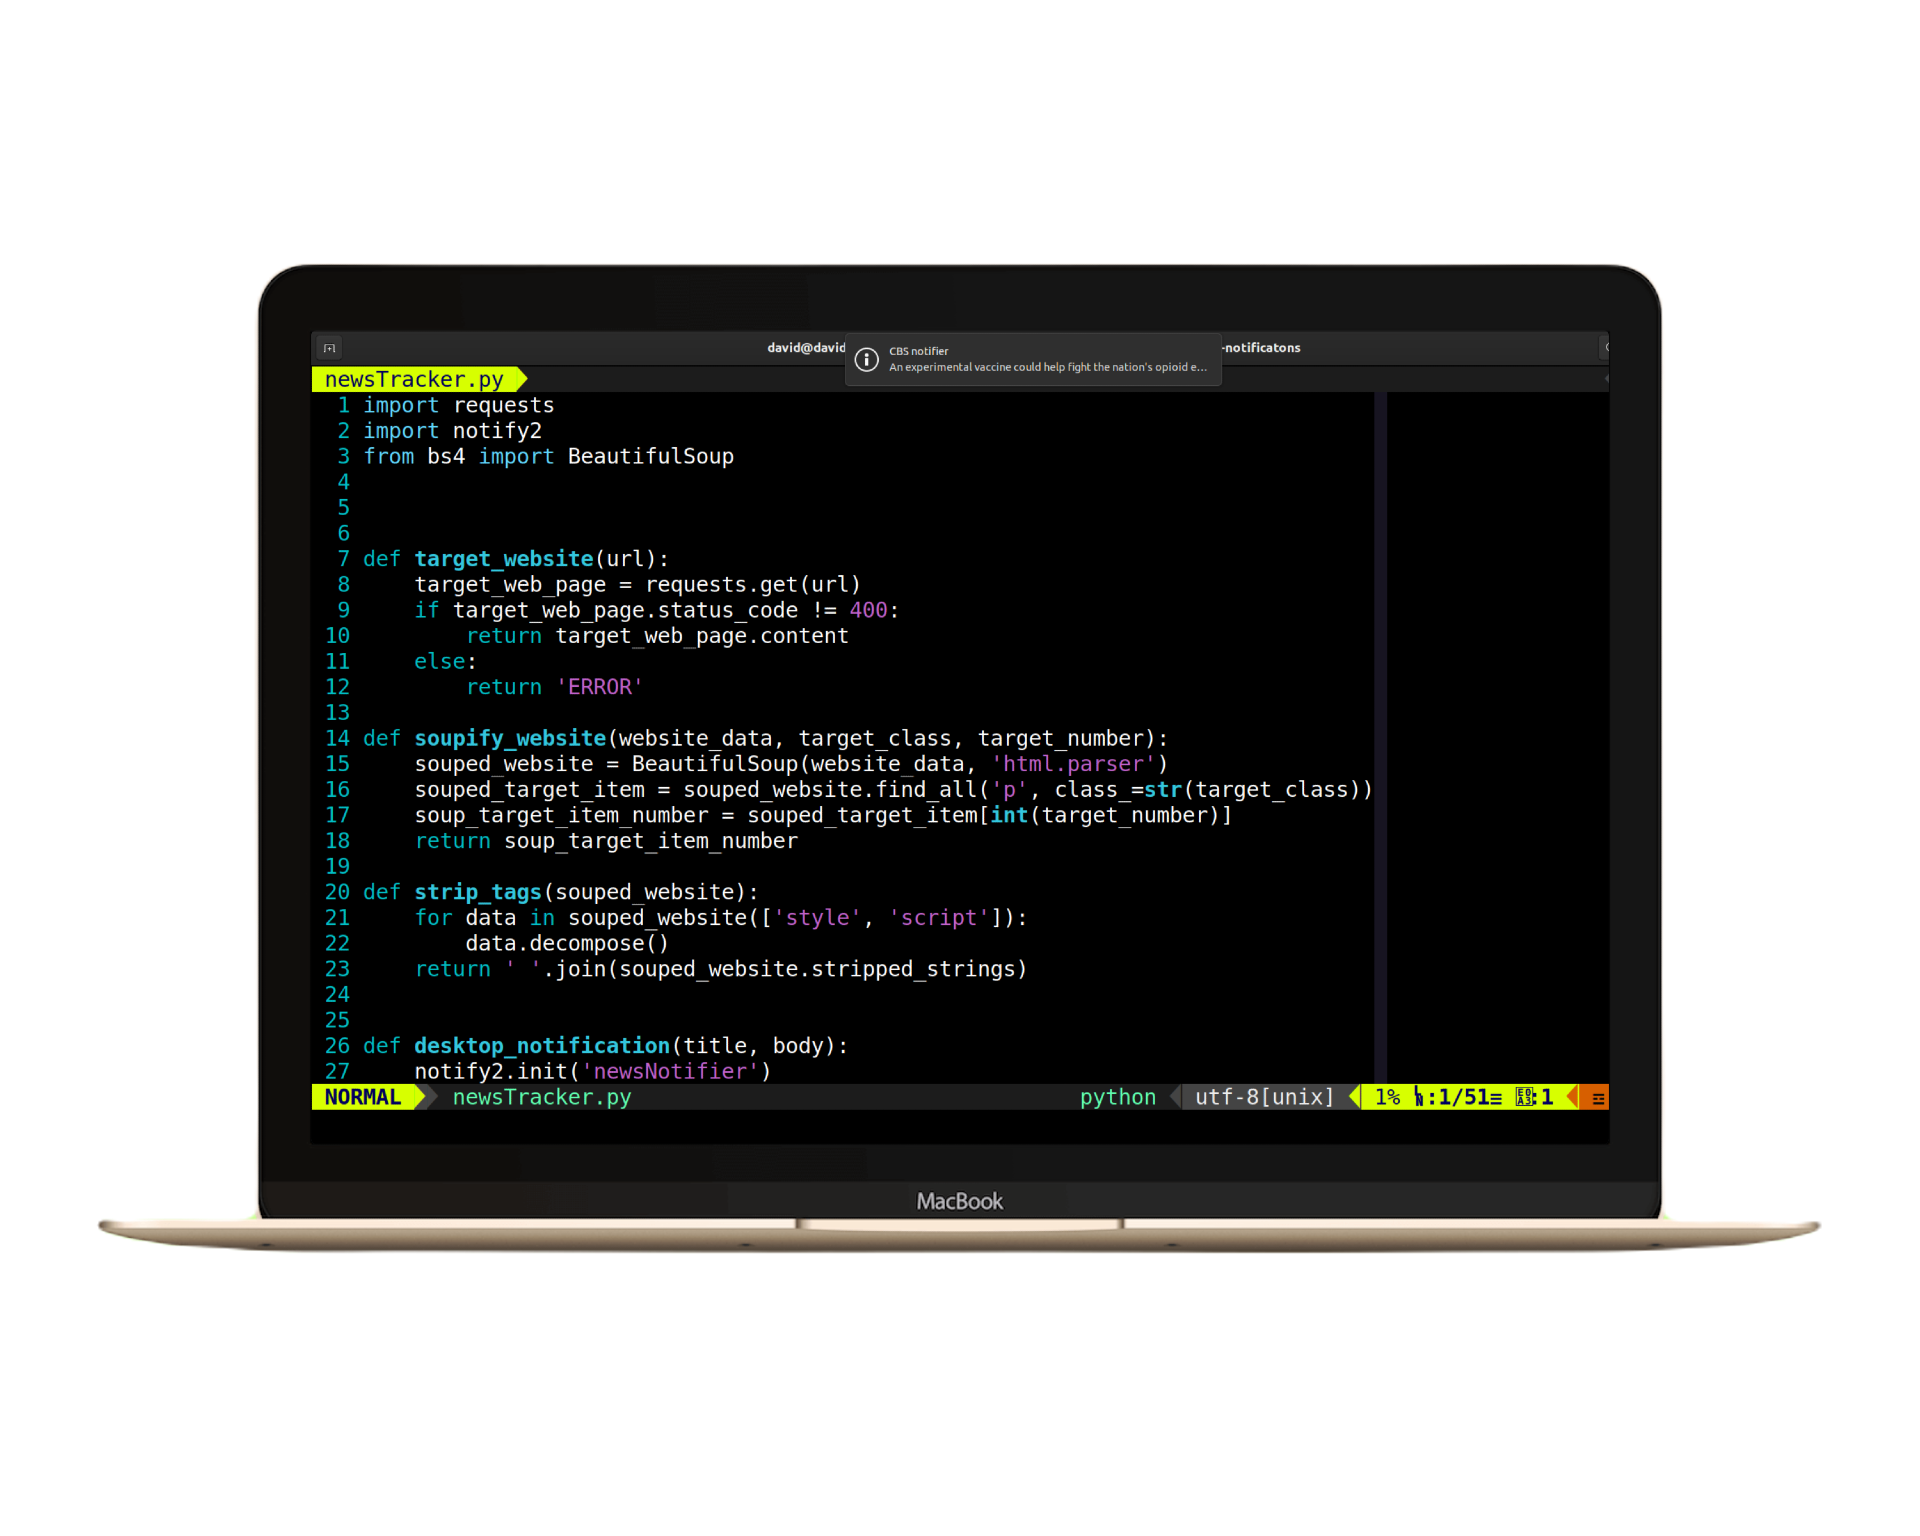 david@david
-notificatons
CBS notifier
An experimental vaccine could help fight the nation's opioid e...
newsTracker.py
1 import requests
2 import notify2
3 from bs4 import BeautifulSoup
4
5
6
7 def target_website(url):
8     target_web_page = requests.get(url)
9     if target_web_page.status_code != 400:
10         return target_web_page.content
11     else:
12         return 'ERROR'
13
14 def soupify_website(website_data, target_class, target_number):
15     souped_website = BeautifulSoup(website_data, 'html.parser')
16     souped_target_item = souped_website.find_all('p', class_=str(target_class))
17     soup_target_item_number = souped_target_item[int(target_number)]
18     return soup_target_item_number
19
20 def strip_tags(souped_website):
21     for data in souped_website(['style', 'script']):
22         data.decompose()
23     return ' '.join(souped_website.stripped_strings)
24
25
26 def desktop_notification(title, body):
27     notify2.init('newsNotifier')
NORMAL newsTracker.py python utf-8[unix] 1% :1/51≡ :1
MacBook